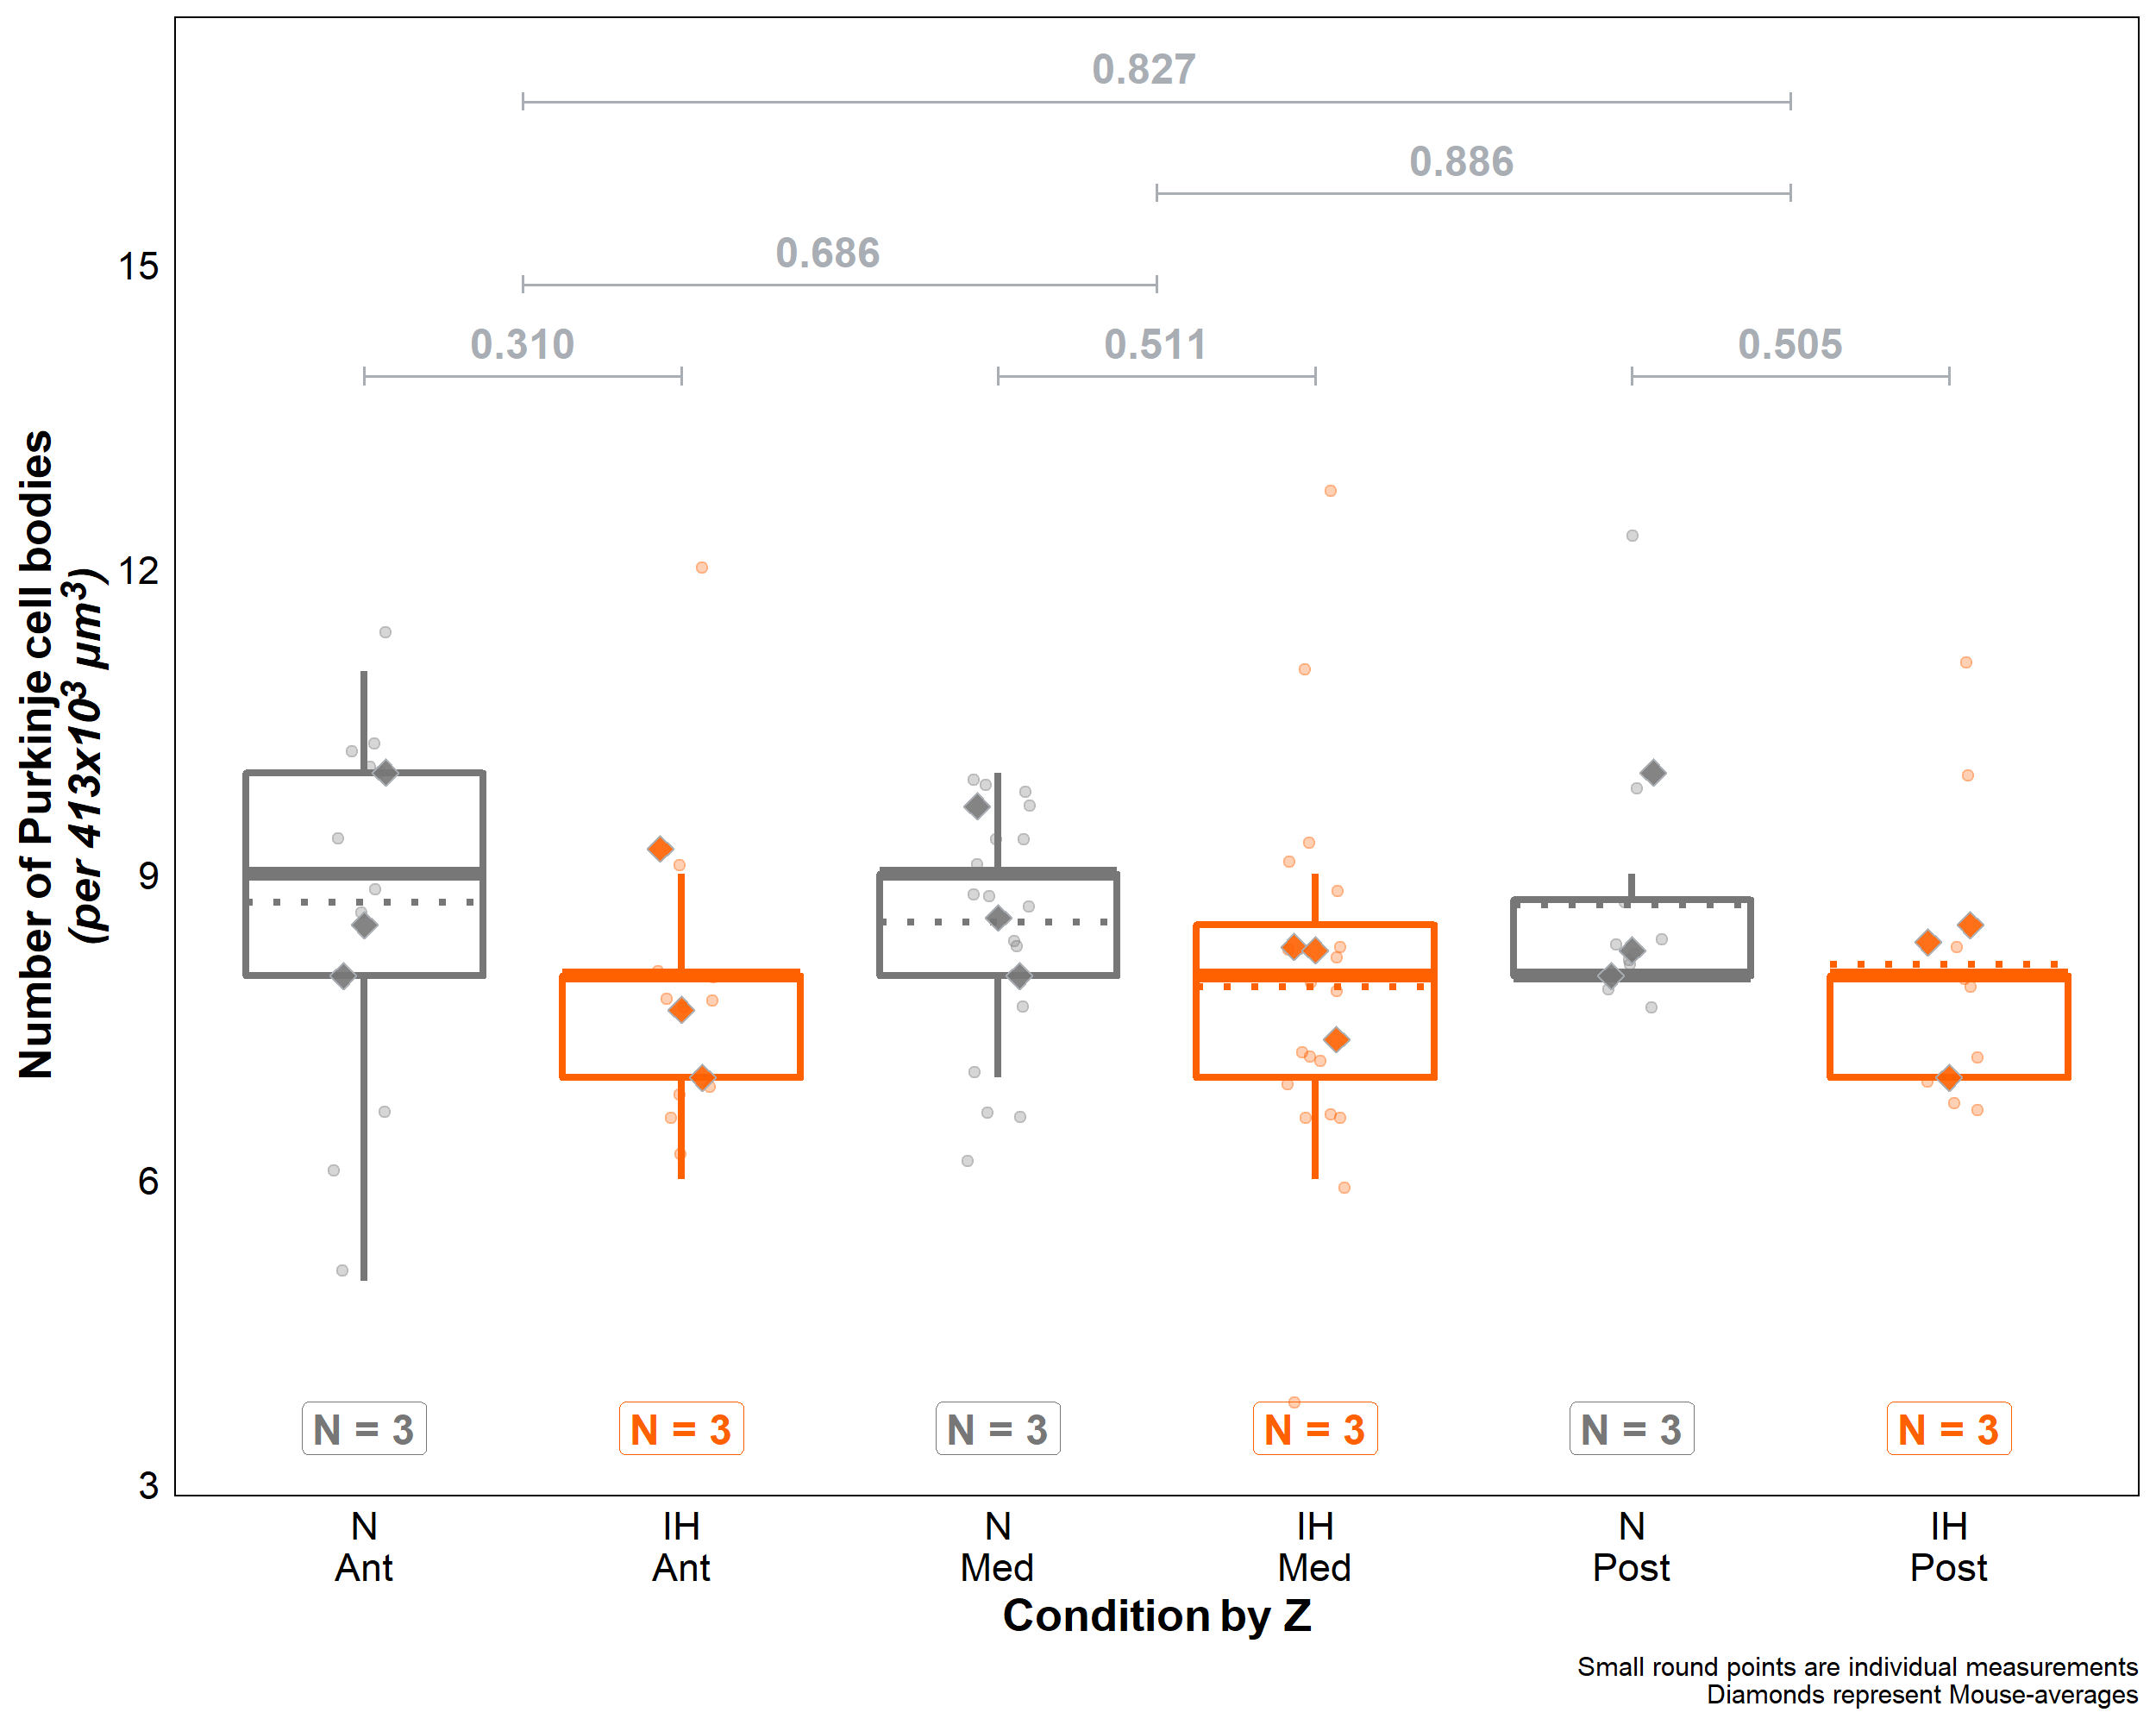 0.827
0.886
0.686
0.310 0.511 0.505
15
12
9
6
3
Number of Purkinje cell bodies
(per 413x10³ µm³)
N = 3 N = 3 N = 3 N = 3 N = 3 N = 3
N IH N IH N IH
Ant Ant Med Med Post Post
Condition by Z
Small round points are individual measurements
Diamonds represent Mouse-averages